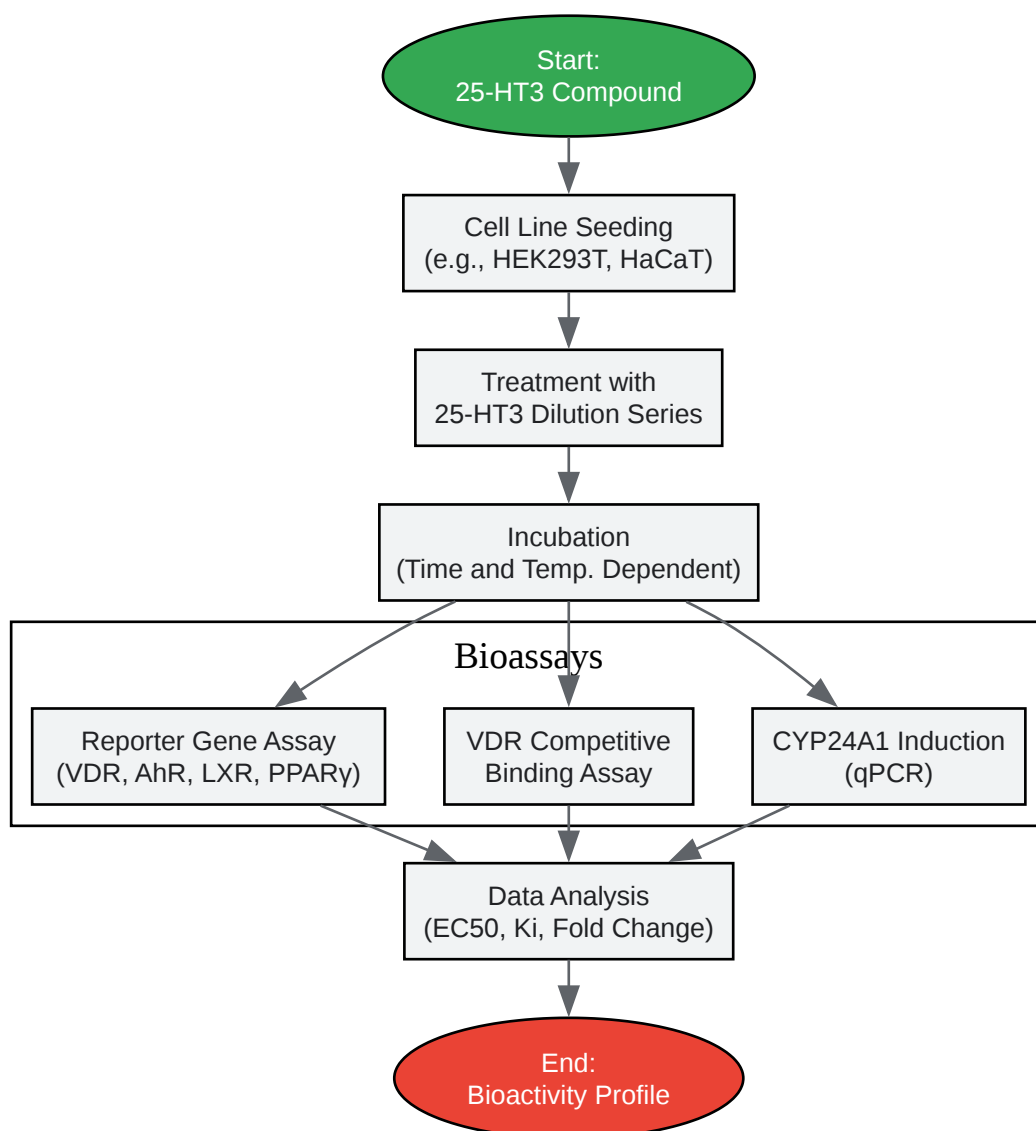 Start:
25-HT3 Compound
Cell Line Seeding
(e.g., HEK293T, HaCaT)
Treatment with
25-HT3 Dilution Series
Incubation
(Time and Temp. Dependent)
Bioassays
Reporter Gene Assay
(VDR, AhR, LXR, PPARγ)
VDR Competitive
Binding Assay
CYP24A1 Induction
(qPCR)
Data Analysis
(EC50, Ki, Fold Change)
End:
Bioactivity Profile